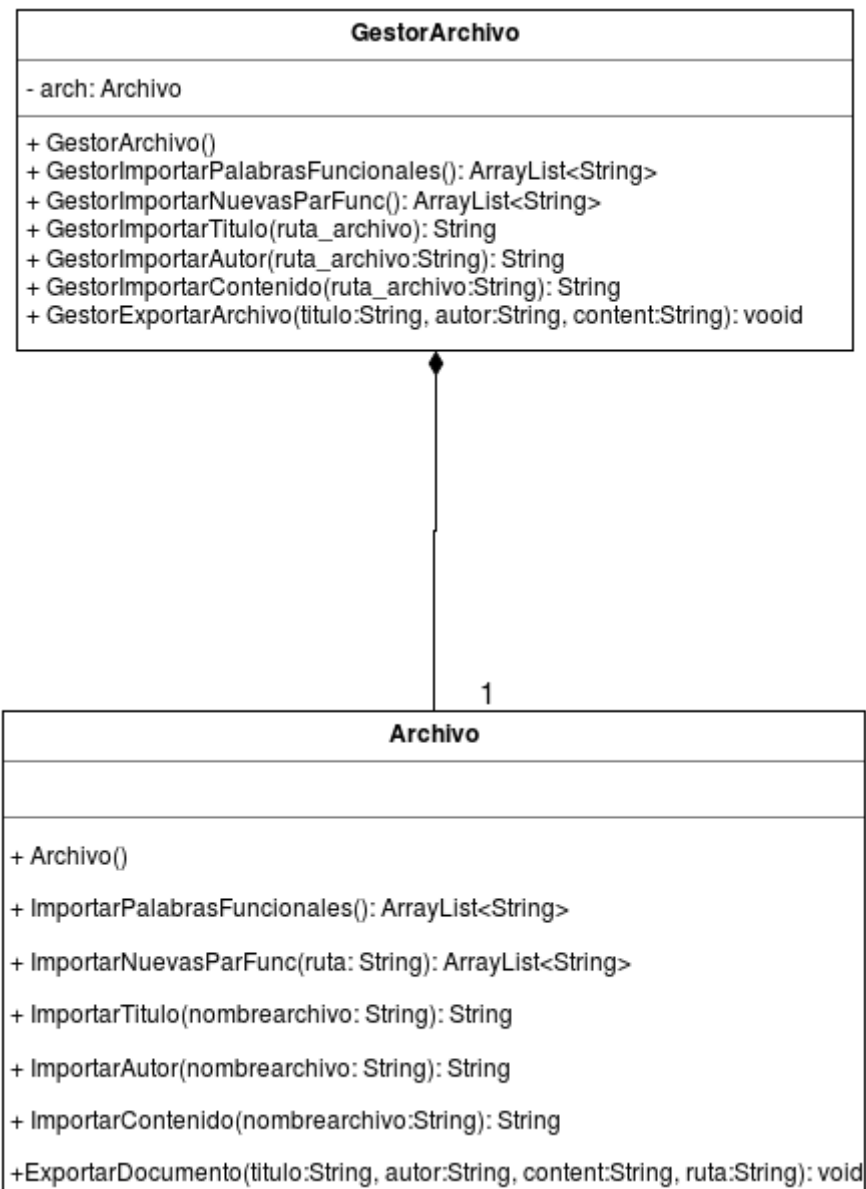 GestorArchivo
- arch: Archivo
+ GestorArchivo()
+ GestorImportarPalabrasFuncionales(): ArrayList<String>
+ GestorImportarNuevasParFunc(): ArrayList<String>
+ GestorImportarTitulo(ruta_archivo): String
+ GestorImportarAutor(ruta_archivo:String): String
+ GestorImportarContenido(ruta_archivo:String): String
+ GestorExportarArchivo(titulo:String, autor:String, content:String): vooid
1
Archivo
+ Archivo()
+ ImportarPalabrasFuncionales(): ArrayList<String>
+ ImportarNuevasParFunc(ruta: String): ArrayList<String>
+ ImportarTitulo(nombrearchivo: String): String
+ ImportarAutor(nombrearchivo: String): String
+ ImportarContenido(nombrearchivo:String): String
+ExportarDocumento(titulo:String, autor:String, content:String, ruta:String): void